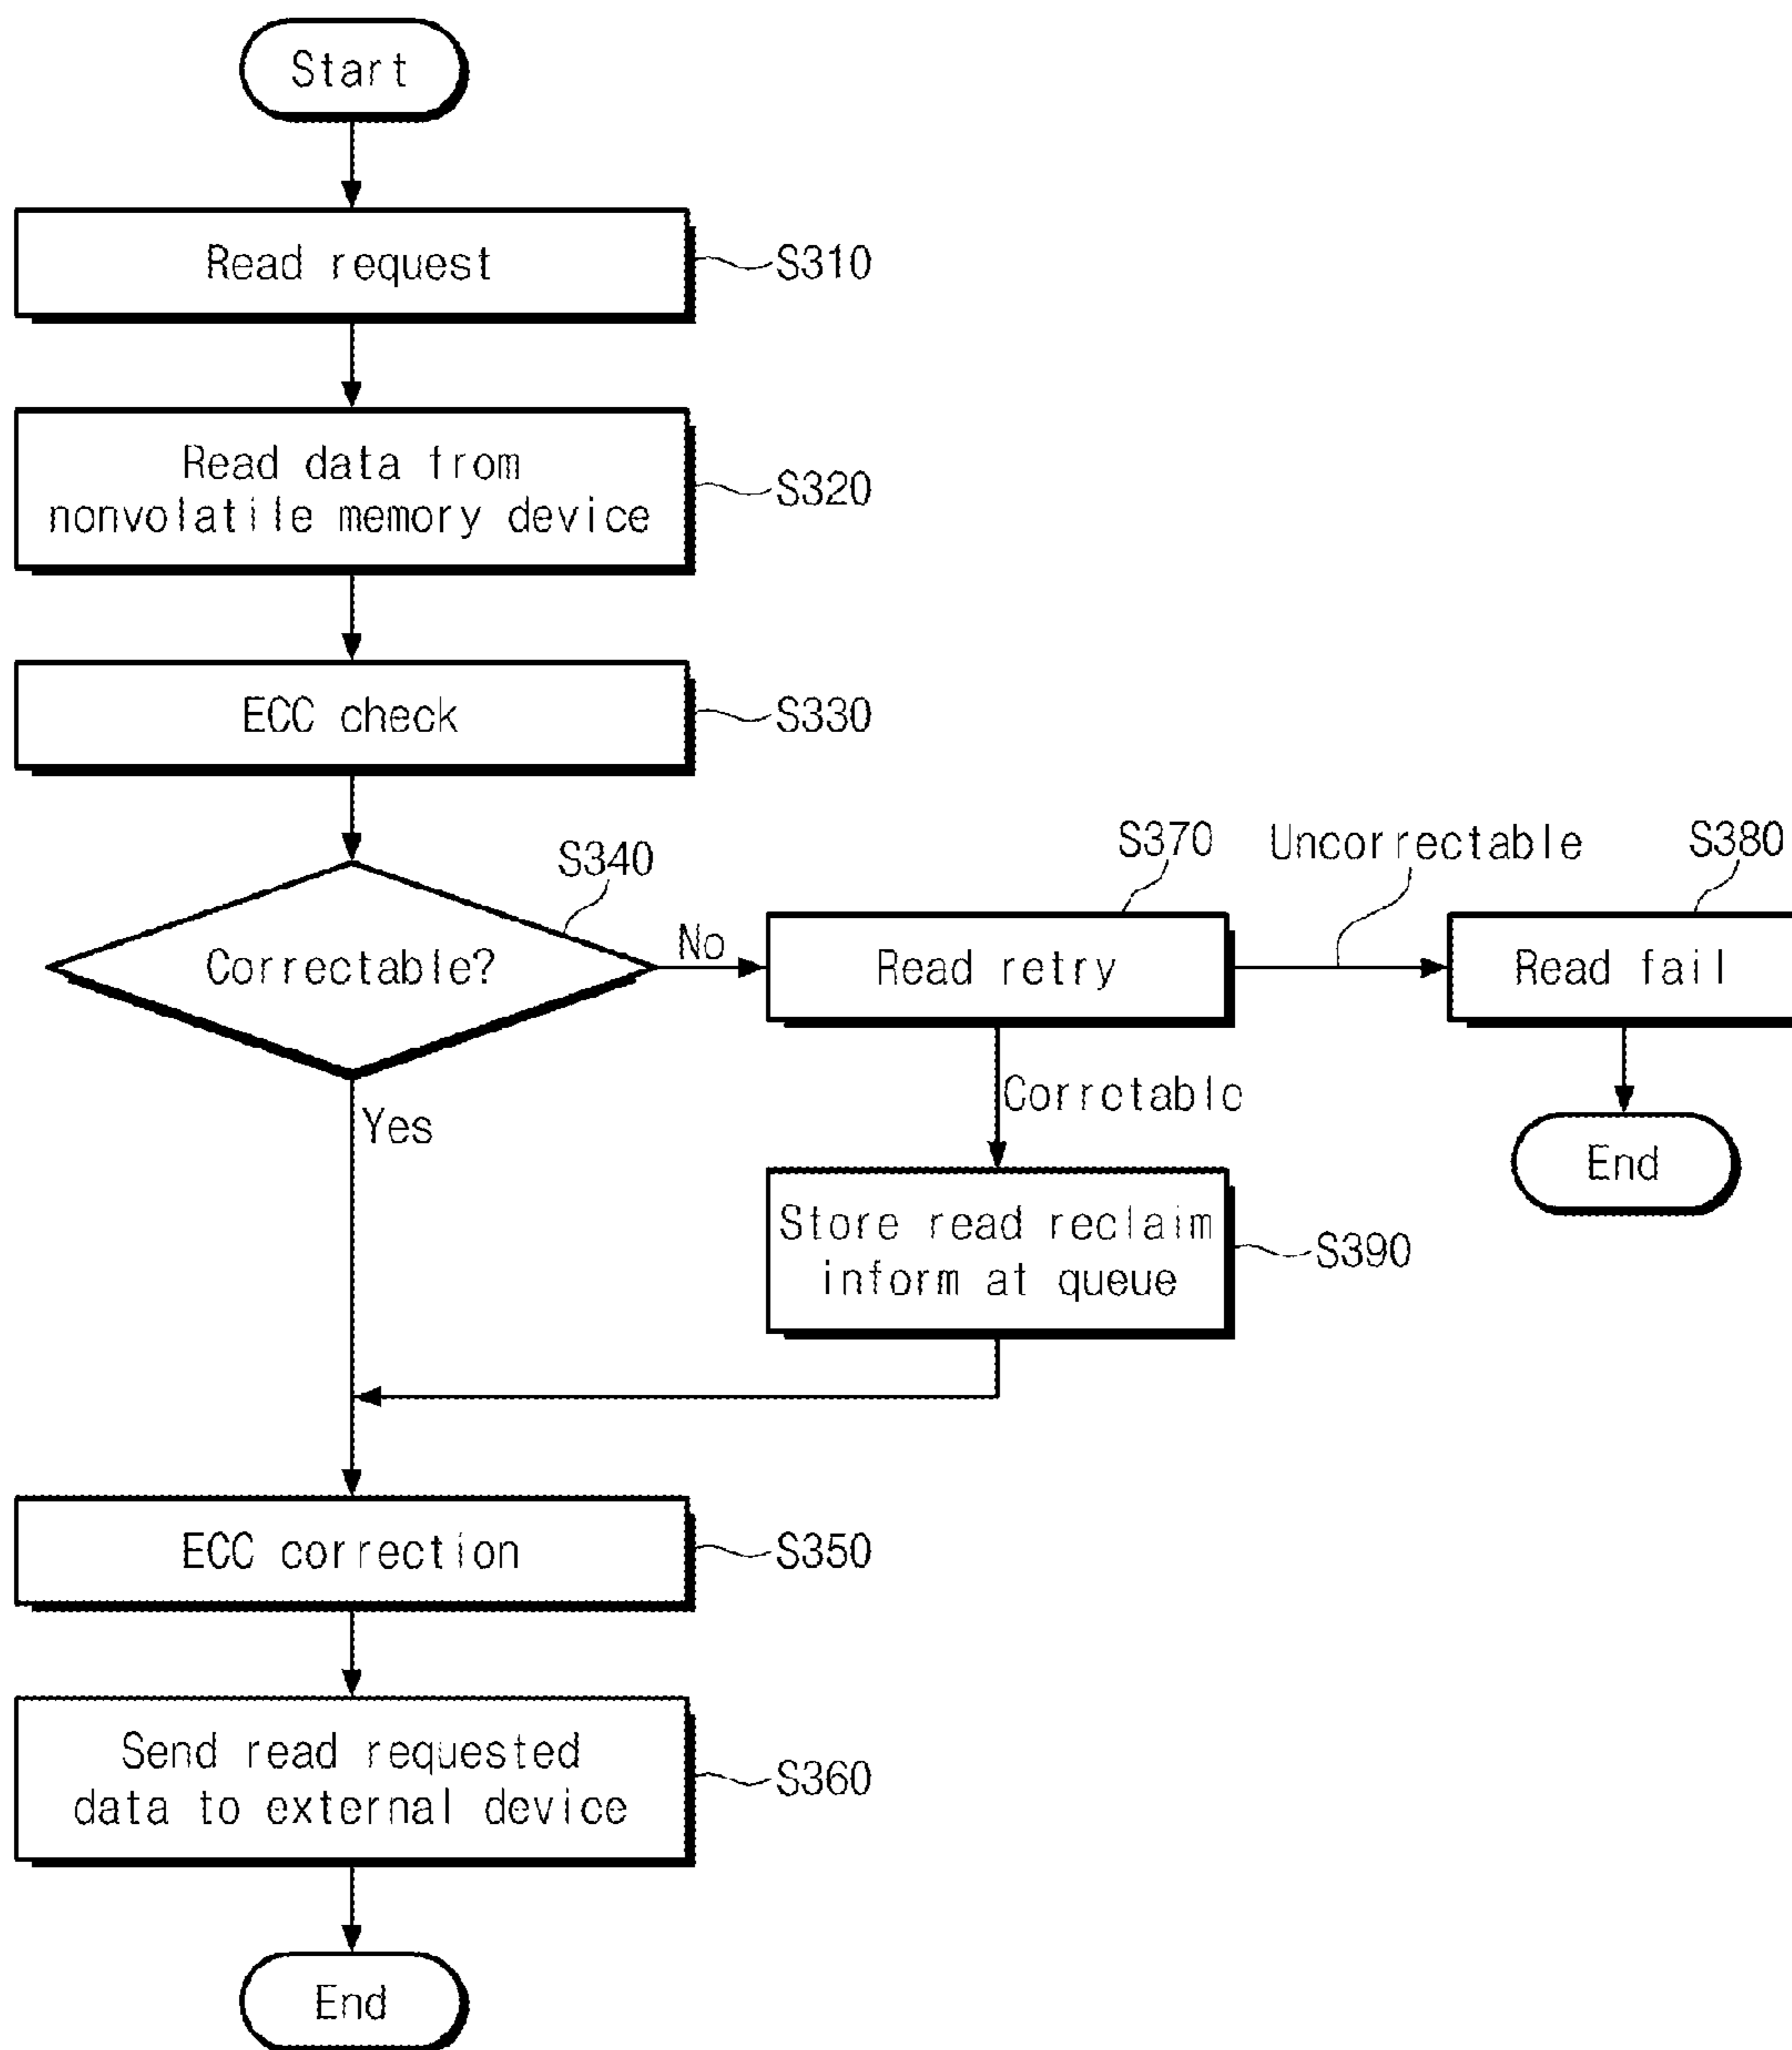 Start
Read request
S310
Read data from
nonvolatile memory device
S320
ECC check
S330
S340
Correctable?
No
Yes
S370
Read retry
Uncorrectable
S380
Read fail
End
Corretable
Store read reclaim
inform at queue
S390
ECC correction
S350
Send read requested
data to external device
S360
End